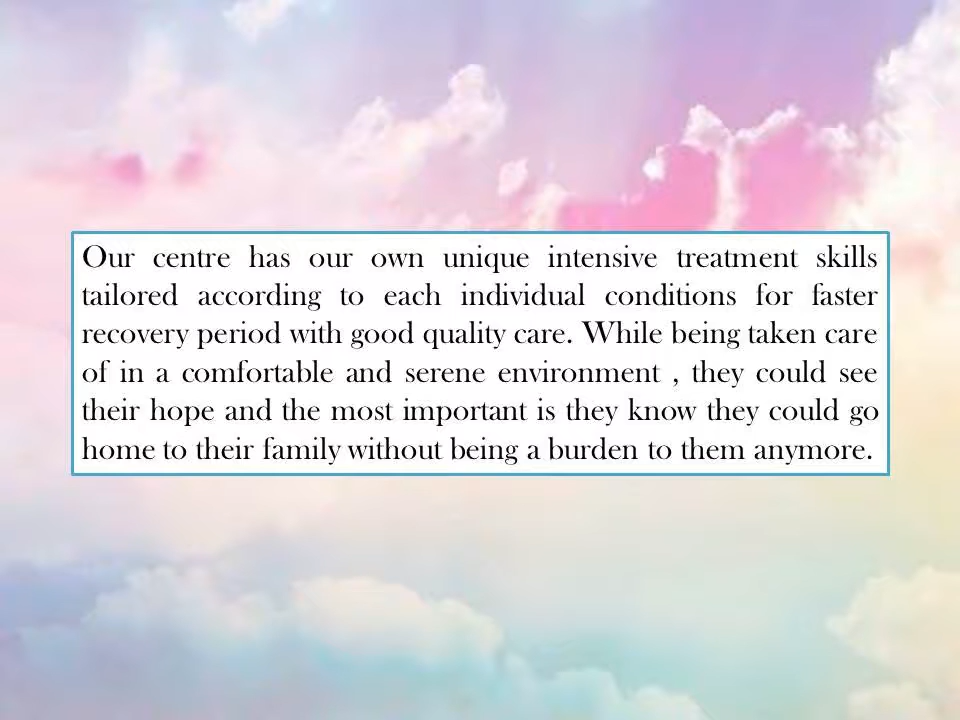 Our centre has our own unique intensive treatment skills
tailored according to each individual conditions for faster
recovery period with good quality care. While being taken care
of in a comfortable and serene environment , they could see
their hope and the most important is they know they could go
home to their family without being a burden to them anymore.